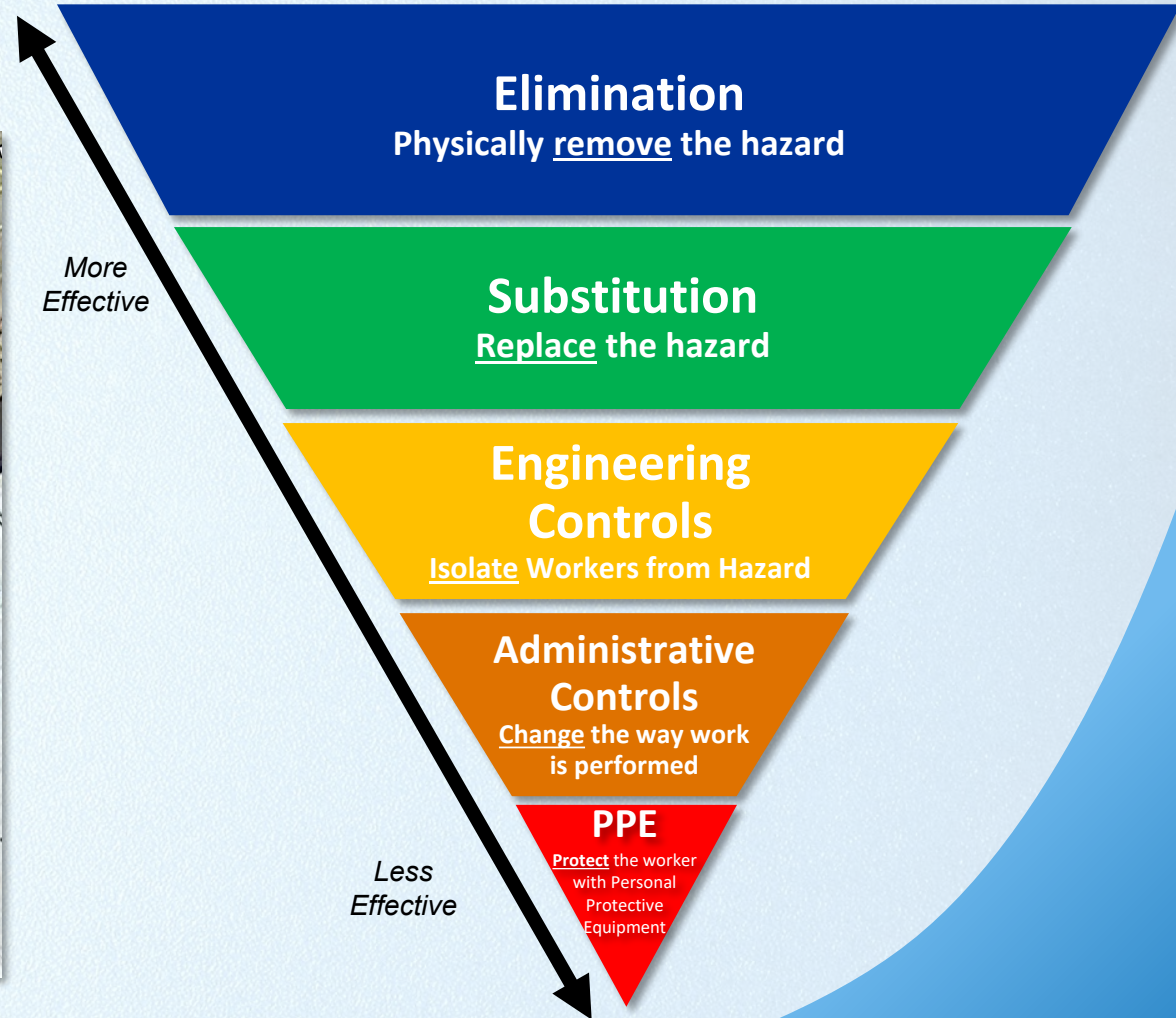 Elimination
Physically remove the hazard
More
Effective
Substitution
Replace the hazard
Engineering
Controls
Isolate Workers from Hazard
Administrative
Controls
Change the way work
is performed
PPE
Protect the worker
with Personal
Protective
Equipment
Less
Effective